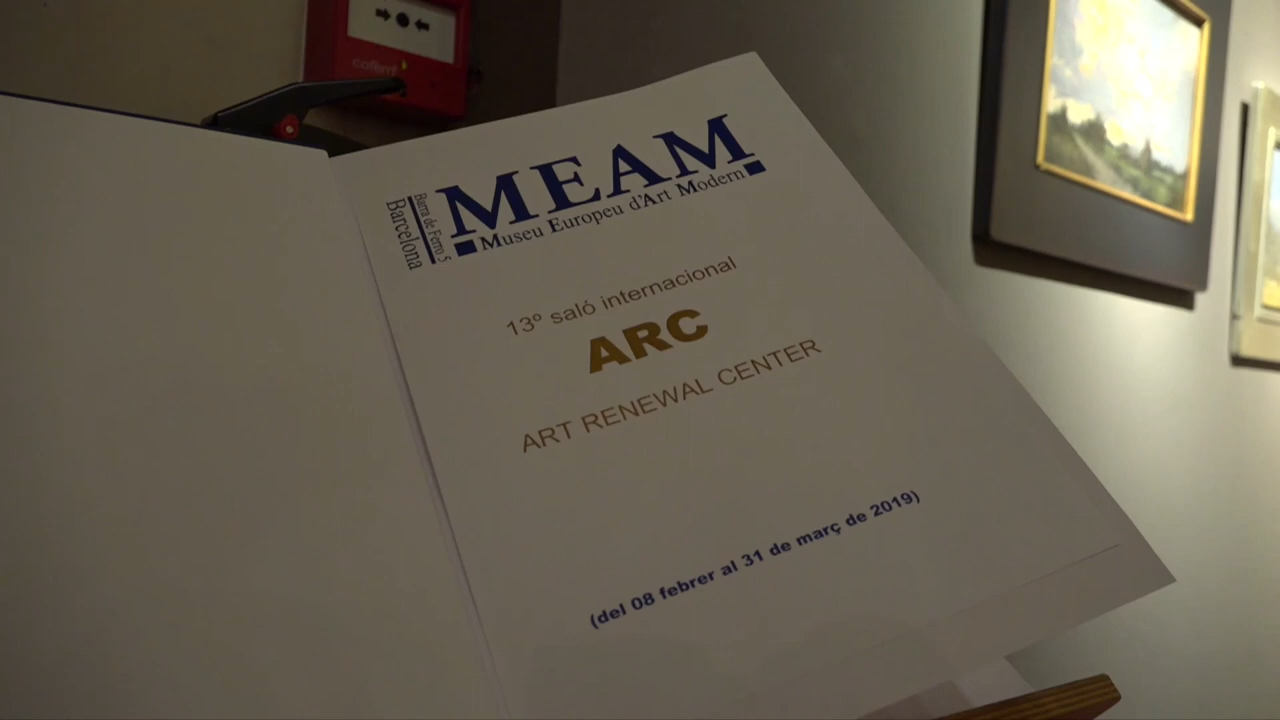 cofem
MEAM
Museu Europeu d'Art Modern
Barra de Ferro 5
Barcelona
13º saló internacional
ARC
ART RENEWAL CENTER
(del 08 febrer al 31 de març de 2019)